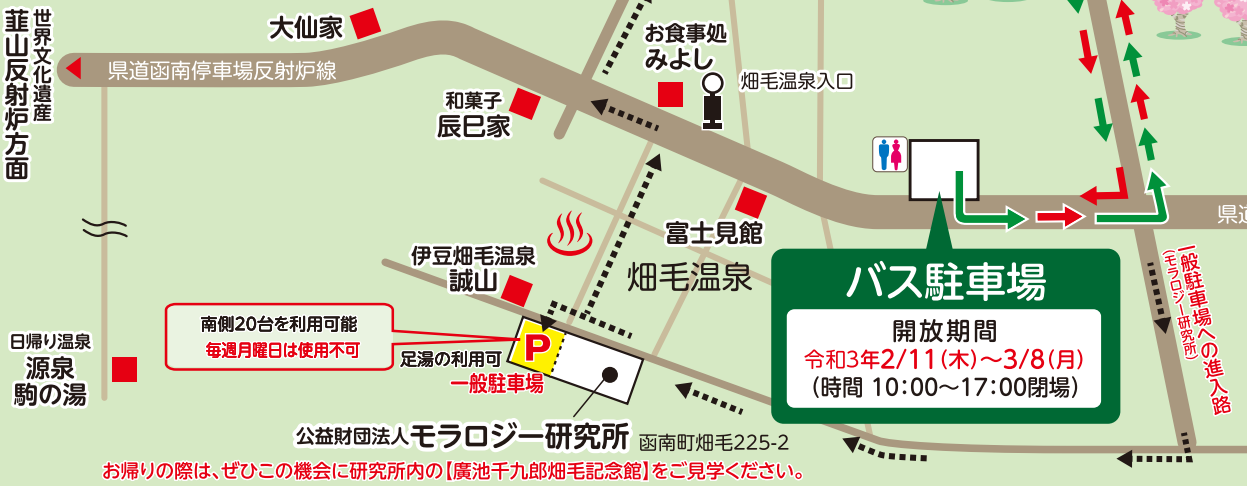 世界文化遺産
韮山反射炉方面
大仙家
県道函南停車場反射炉線
お食事処
みよし
畑毛温泉入口
和菓子
辰巳家
富士見館
畑毛温泉
伊豆畑毛温泉
誠山
日帰り温泉
源泉
駒の湯
南側20台を利用可能
毎週月曜日は使用不可
足湯の利用可
P
一般駐車場
公益財団法人モラロジー研究所 函南町畑毛225-2
お帰りの際は、ぜひこの機会に研究所内の【廣池千九郎畑毛記念館】をご見学ください。
バス駐車場
開放期間
令和3年2/11(木)〜3/8(月)
(時間 10:00〜17:00閉場)
県道
一般駐車場への進入路
(モラロジー研究所)